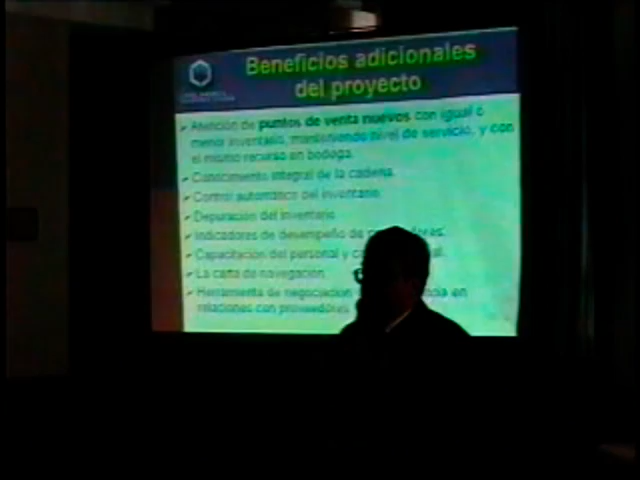 Beneficios adicionales
del proyecto
Atención de puntos de venta nuevos con igual o
menor inventario, manteniendo nivel de servicio, y con
el mismo recurso en bodega.
Conocimiento integral de la cadena.
Control automático del inventario
Depuración del inventario
Indicadores de desempeño de
Capacitación del personal y
La carta de navegación
Herramienta de negociación en
relaciones con proveedores